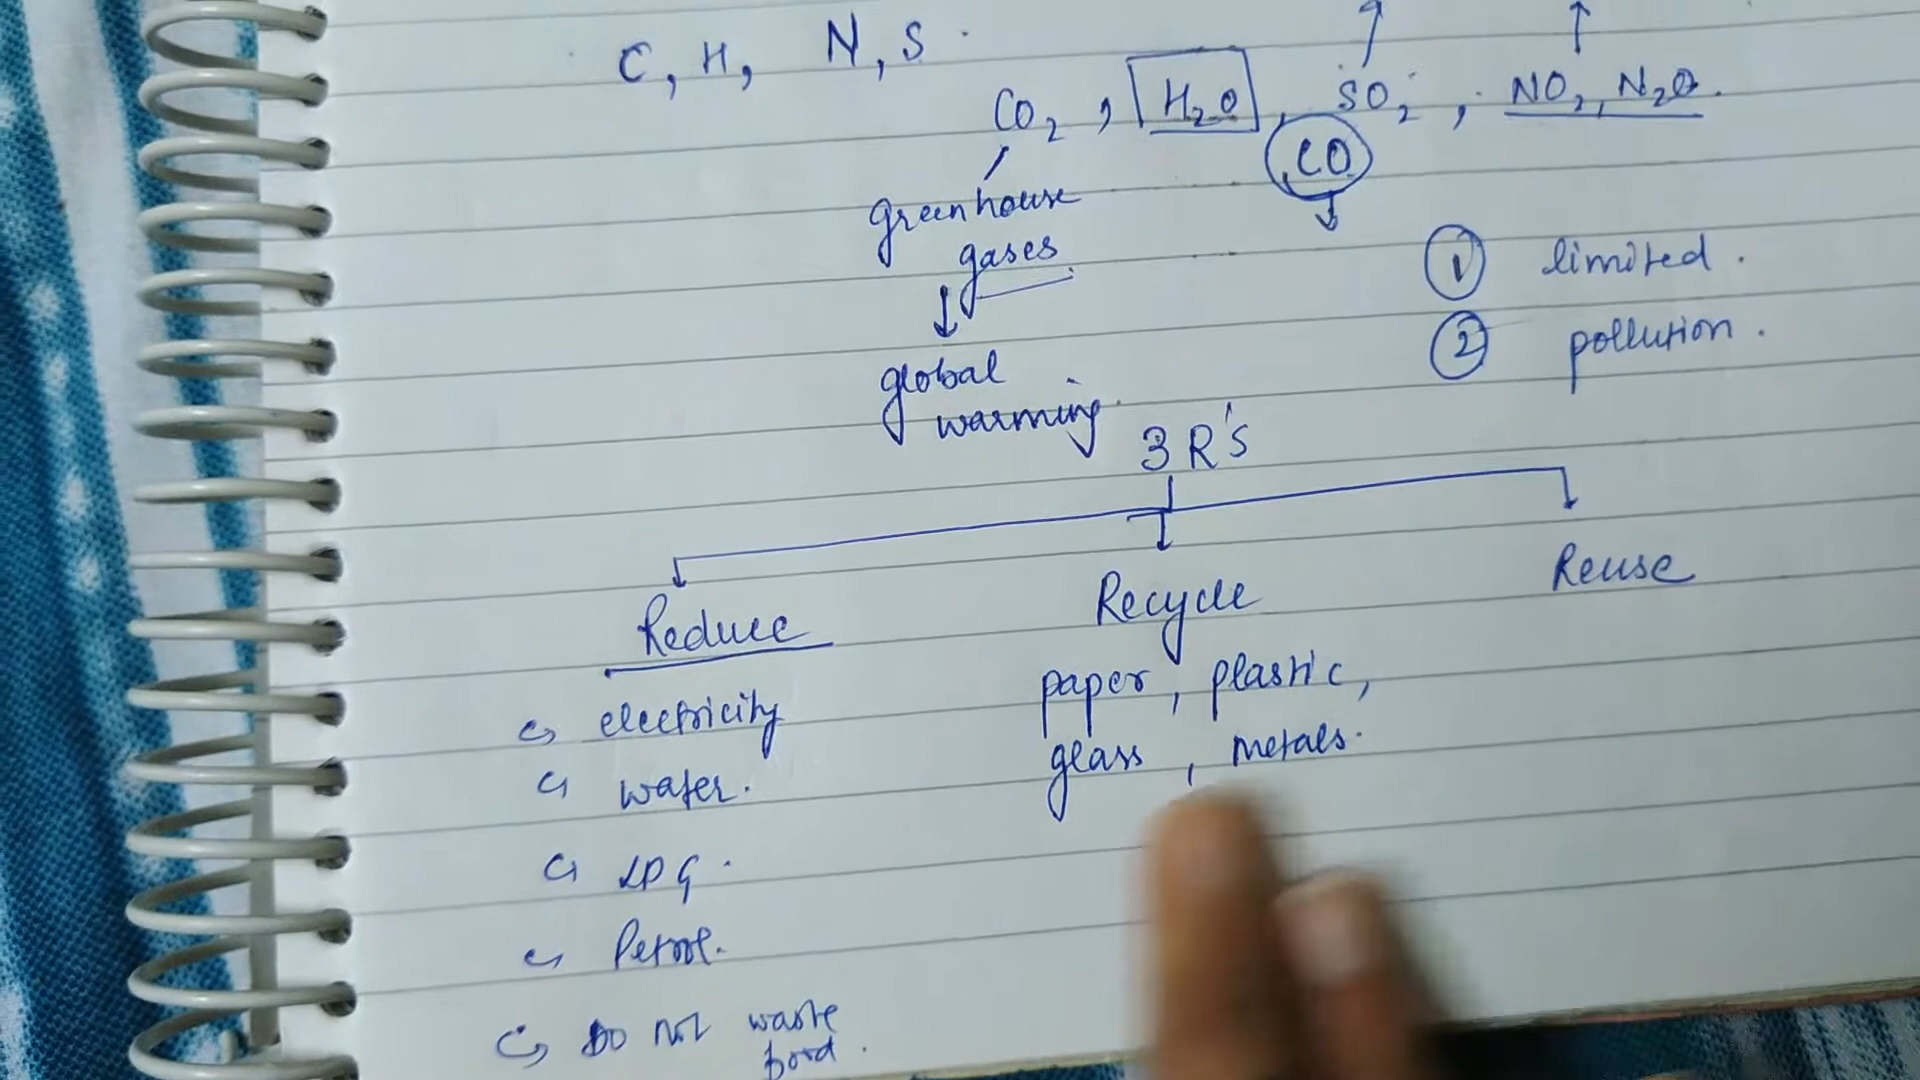 C, H, N, S
CO2, H2O, SO2, NO2, N2O.
CO
greenhouse
gases
global
warming.
1 limited.
2 pollution.
3 R's
Reduce
electricity
water.
LPG.
Petrol.
Do not waste
food.
Recycle
paper, plastic,
glass, metals.
Reuse